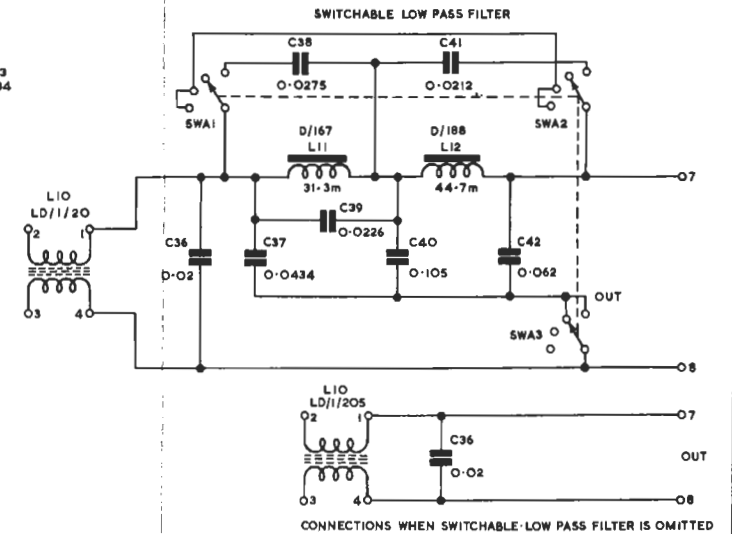 SWITCHABLE LOW PASS FILTER
3
4
C38
0·0275
C41
0·0212
SWA1
SWA2
D/167
L11
31·3m
D/188
L12
44·7m
7
L10
LD/1/20
2
1
3
4
C36
0·02
C37
0·0434
C39
0·0226
C40
0·105
C42
0·062
OUT
SWA3
8
L10
LD/1/205
2
1
3
4
C36
0·02
7
OUT
8
CONNECTIONS WHEN SWITCHABLE·LOW PASS FILTER IS OMITTED